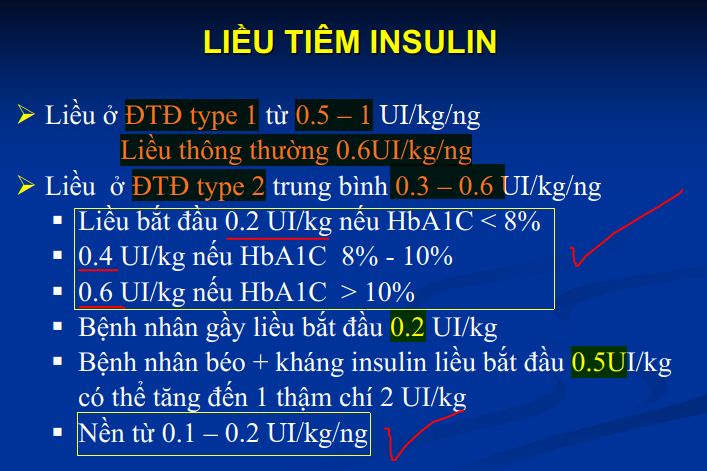 LIỀU TIÊM INSULIN
Liều ở ĐTĐ type 1 từ 0.5 – 1 UI/kg/ng
Liều thông thường 0.6UI/kg/ng
Liều ở ĐTĐ type 2 trung bình 0.3 – 0.6 UI/kg/ng
Liều bắt đầu 0.2 UI/kg nếu HbA1C < 8%
0.4 UI/kg nếu HbA1C 8% - 10%
0.6 UI/kg nếu HbA1C > 10%
Bệnh nhân gầy liều bắt đầu 0.2 UI/kg
Bệnh nhân béo + kháng insulin liều bắt đầu 0.5UI/kg
có thể tăng đến 1 thậm chí 2 UI/kg
Nền từ 0.1 – 0.2 UI/kg/ng